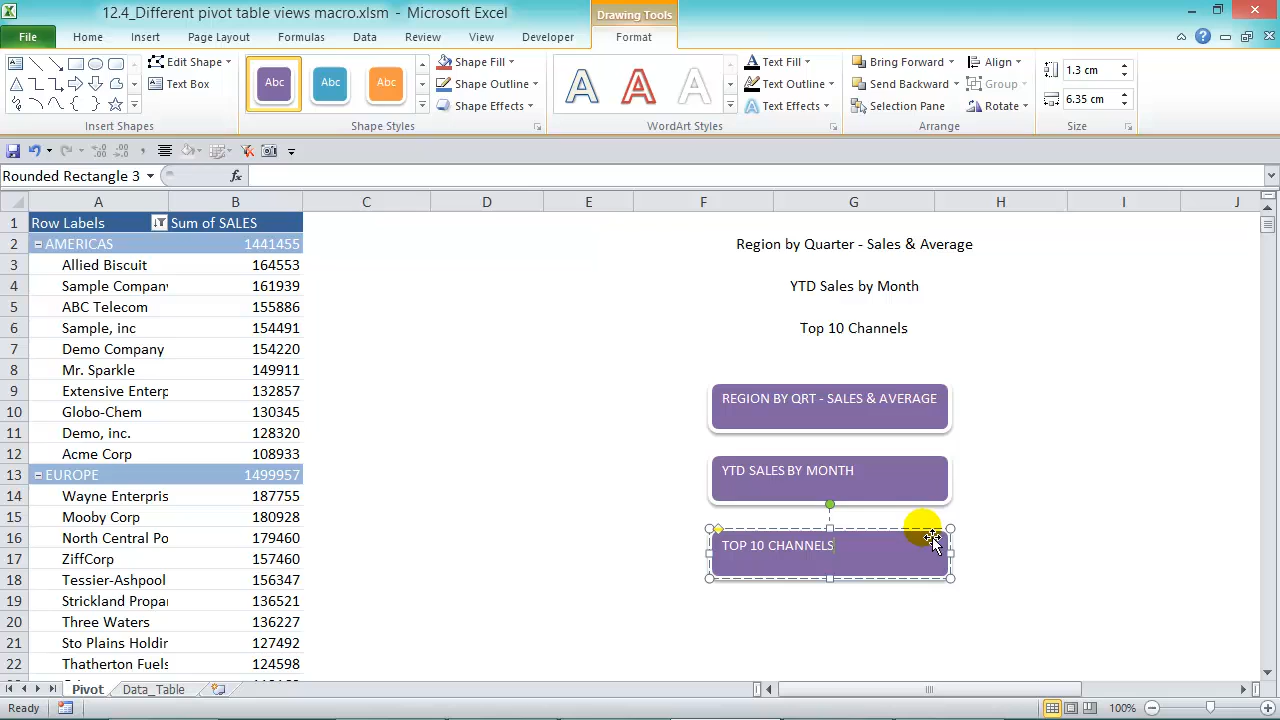 12.4_Different pivot table views macro.xlsm - Microsoft Excel
Drawing Tools
File Home Insert Page Layout Formulas Data Review View Developer Format
Edit Shape
Text Box
Insert Shapes
Abc Abc Abc
Shape Fill
Shape Outline
Shape Effects
Shape Styles
A A A
Text Fill
Text Outline
Text Effects
WordArt Styles
Bring Forward
Send Backward
Selection Pane
Align
Group
Rotate
Arrange
1.3 cm
6.35 cm
Size
Rounded Rectangle 3 fx
A B C D E F G H I J
1 Row Labels Sum of SALES
2 AMERICAS 1441455 Region by Quarter - Sales & Average
3 Allied Biscuit 164553
4 Sample Company 161939 YTD Sales by Month
5 ABC Telecom 155886
6 Sample, inc 154491 Top 10 Channels
7 Demo Company 154220
8 Mr. Sparkle 149911
9 Extensive Enterp 132857
10 Globo-Chem 130345
11 Demo, inc. 128320
12 Acme Corp 108933
13 EUROPE 1499957
14 Wayne Enterpris 187755
15 Mooby Corp 180928
16 North Central Po 179460
17 ZiffCorp 157460
18 Tessier-Ashpool 156347
19 Strickland Propa 136521
20 Three Waters 136227
21 Sto Plains Holdin 127492
22 Thatherton Fuels 124598
REGION BY QRT - SALES & AVERAGE
YTD SALES BY MONTH
TOP 10 CHANNELS
Pivot Data_Table
Ready 100%